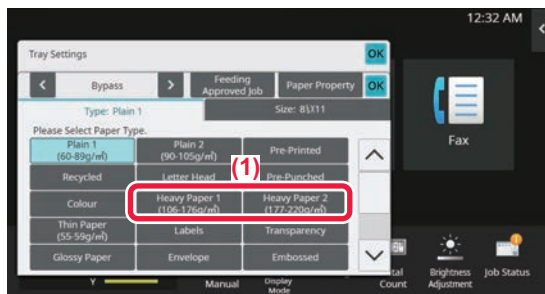 12:32 AM
Tray Settings
OK
Bypass
Feeding
Approved Job
Paper Property
OK
Type: Plain 1
Size: 8½X11
Please Select Paper Type.
Plain 1
(60-89g/㎡)
Plain 2
(90-105g/㎡)
Pre-Printed
Recycled
Letter Head
(1)
Pre-Punched
Colour
Heavy Paper 1
(106-176g/㎡)
Heavy Paper 2
(177-220g/㎡)
Thin Paper
(55-59g/㎡)
Labels
Transparency
Glossy Paper
Envelope
Embossed
Fax
Y
Manual
Display
Mode
Count
Brightness
Adjustment
Job Status